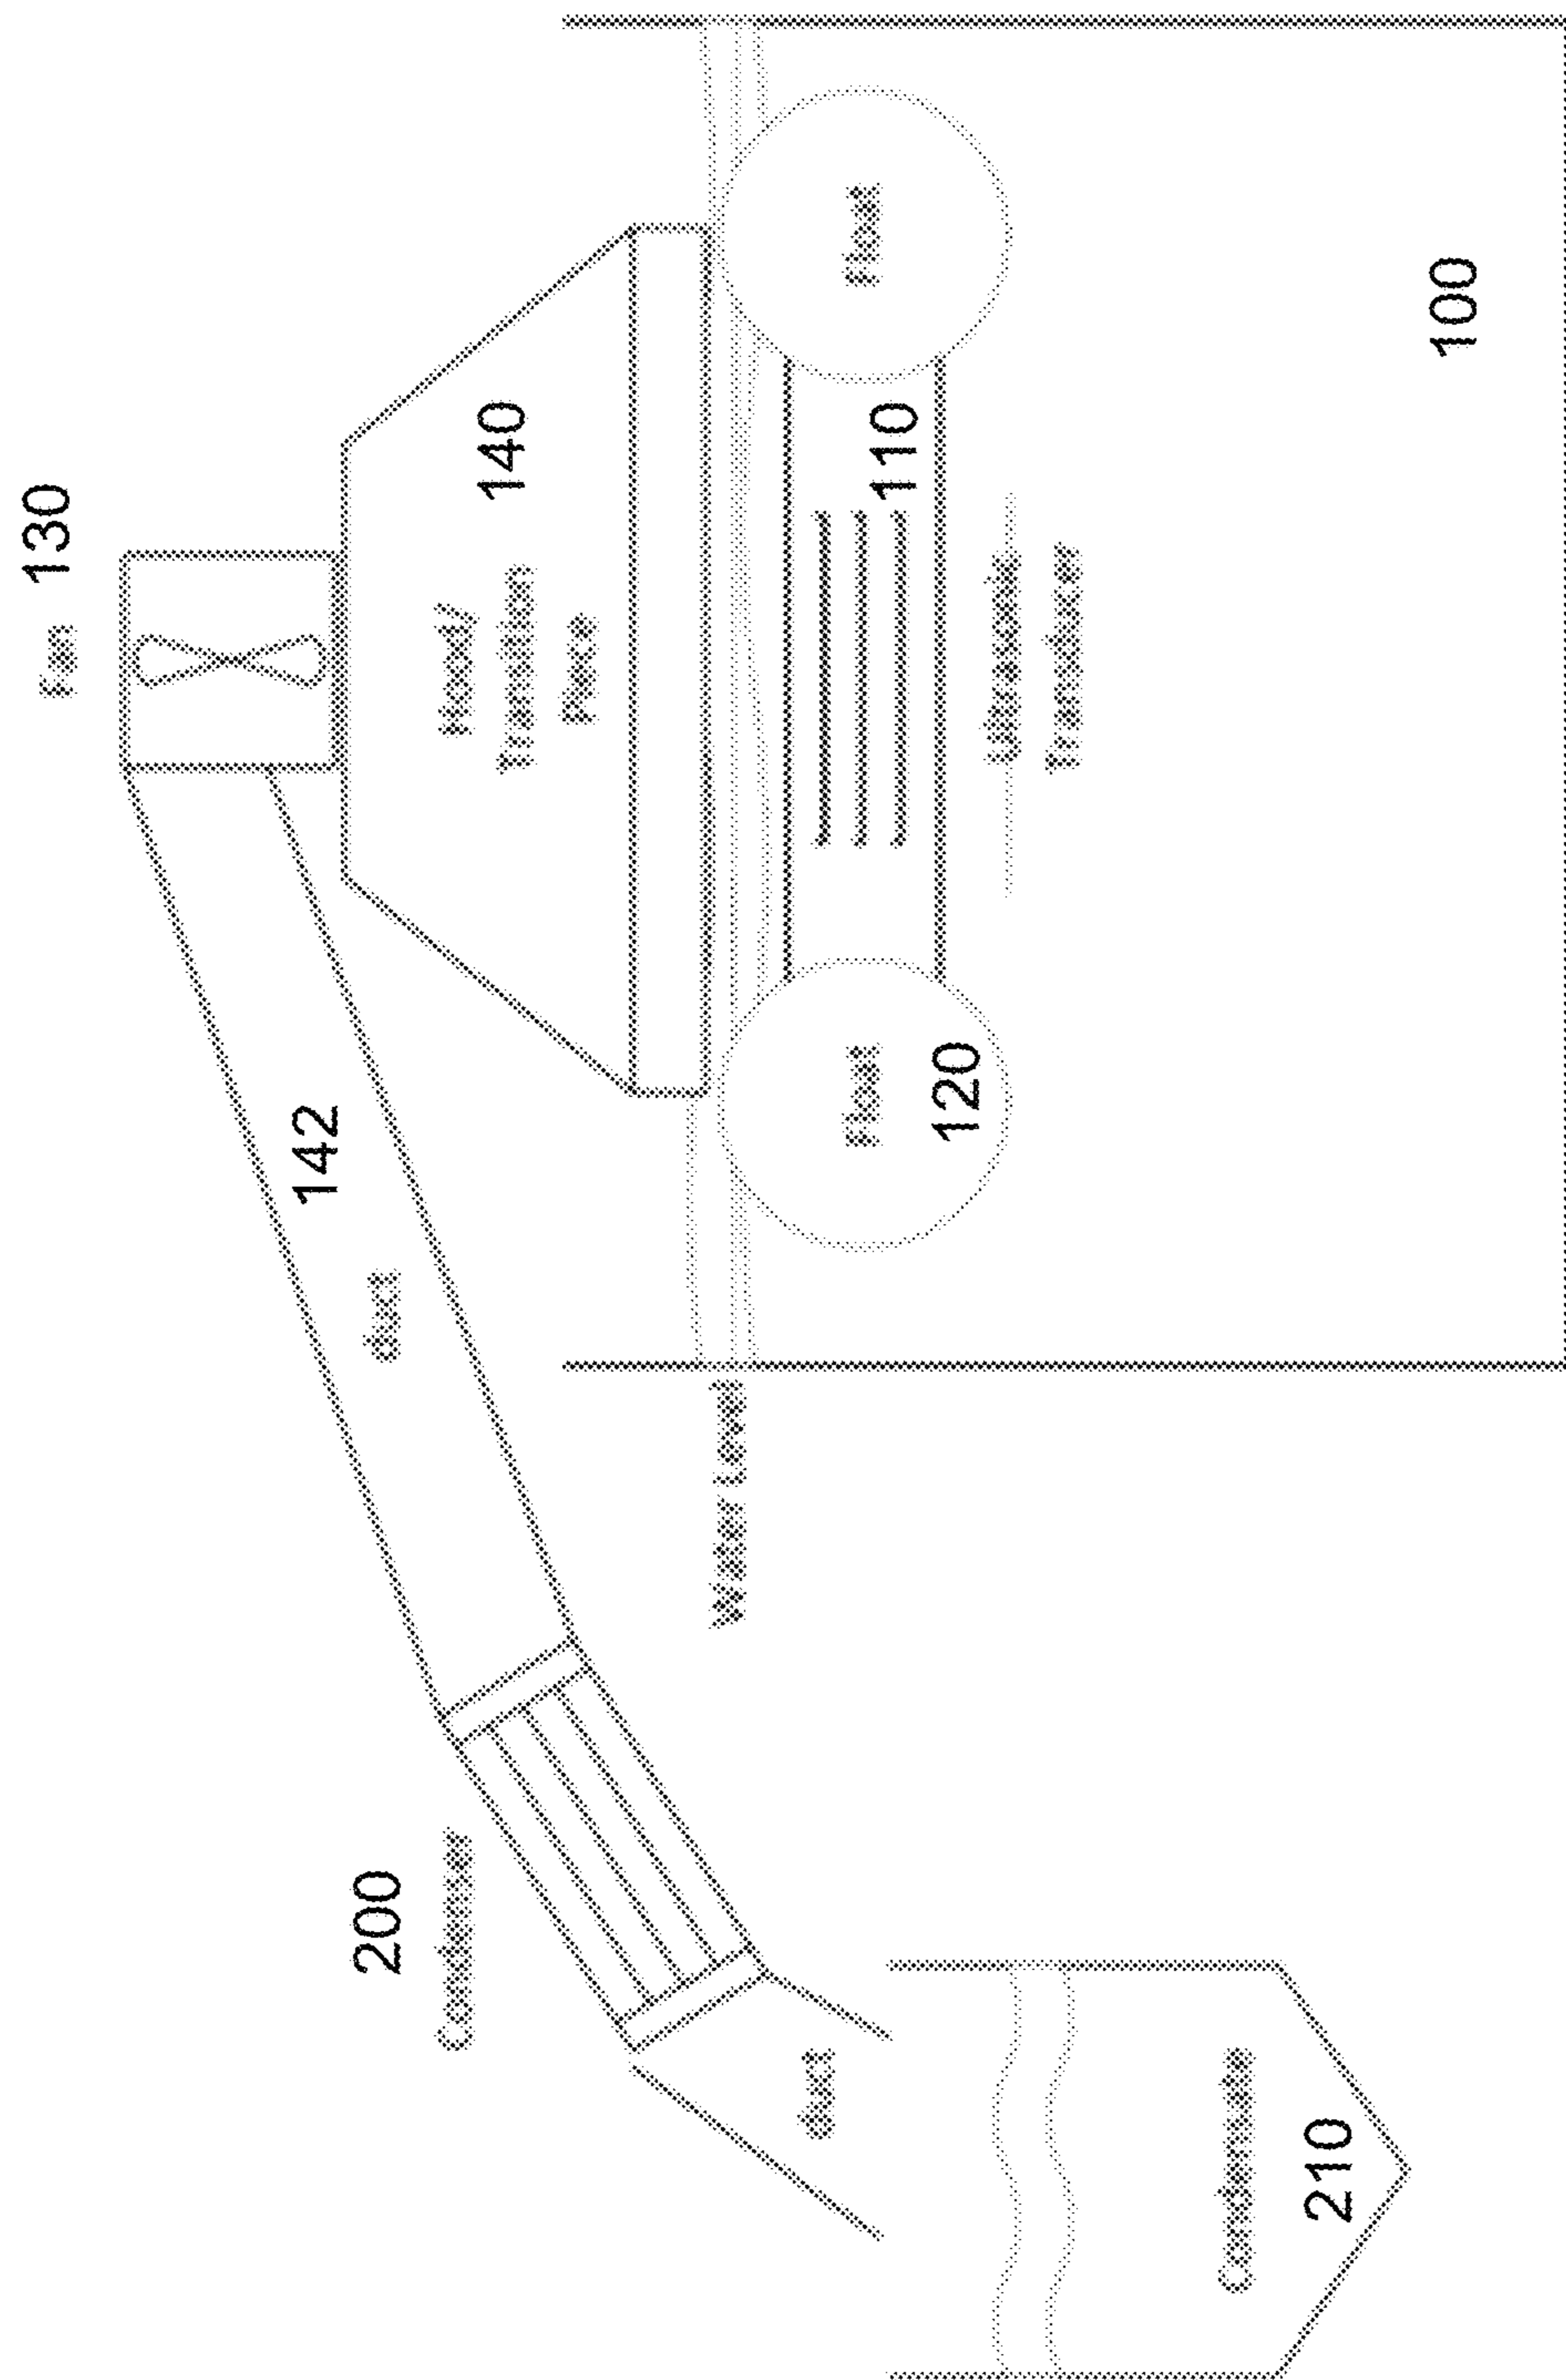 Fan 130
Hood/
Transition
Piece
140
142
duct
200
Condenser
Water Level
Float
Float
120
110
Ultrasonic
Transducer
duct
100
Condensate
210